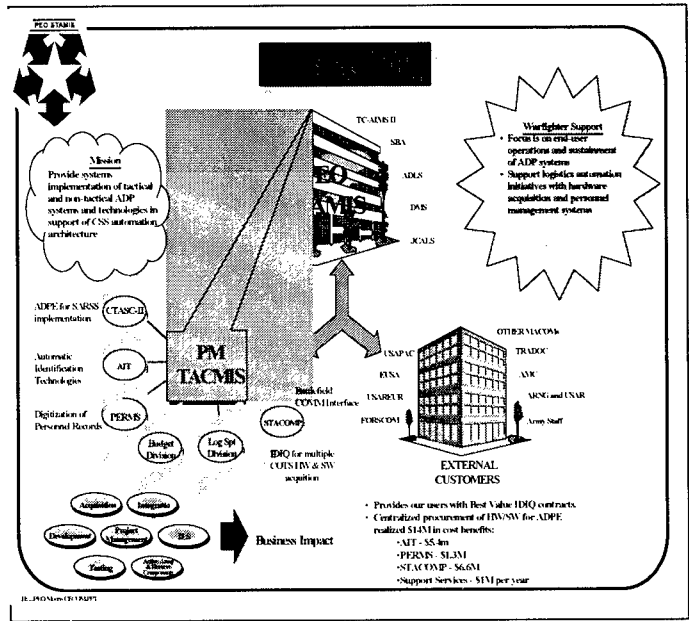 PEO STAMIS
TC-AIMS II
SBA
ADLS
DMS
JCALS
Mission
Provide systems
implementation of tactical
and non-tactical ADP
systems and technologies in
support of CSS automation
architecture
Warfighter Support
• Focus is on end-user
operations and sustainment
of ADP systems
• Support logistics automation
initiatives with hardware
acquisition and personnel
management systems
ADPE for SARSS
implementation
CTASC-II
Automatic
Identification
Technologies
AIT
Digitization of
Personnel Records
PERMS
PM
TACMIS
Budget
Division
Log Spt
Division
STACOMP
Battlefield
COMM Interface
IDIQ for multiple
COTS HW & SW
acquition
USAPAC
EUSA
USAREUR
FORSCOM
OTHER MACOMs
TRADOC
AMC
ARNG and USAR
Army Staff
EXTERNAL
CUSTOMERS
Acquisition
Integratio
Development
Project
Management
ILS
Testing
Business Impact
• Provides our users with Best Value IDIQ contracts.
• Centralized procurement of HW/SW for ADPE
realized $14M in cost benefits:
•AIT - $5.4m
•PERMS - $1.3M
•STACOMP - $6.6M
•Support Services - $1M per year